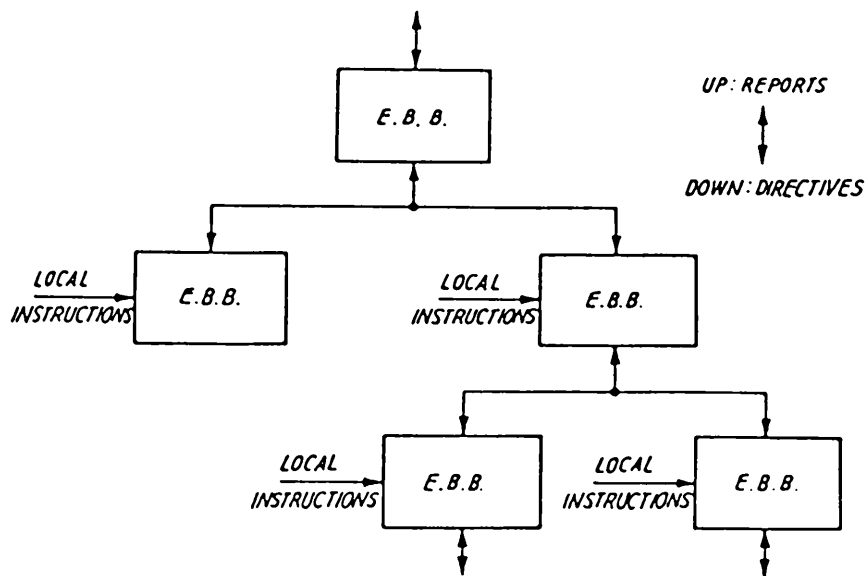 E.B.B.
UP: REPORTS
DOWN: DIRECTIVES
LOCAL
INSTRUCTIONS
E.B.B.
LOCAL
INSTRUCTIONS
E.B.B.
LOCAL
INSTRUCTIONS
E.B.B.
LOCAL
INSTRUCTIONS
E.B.B.